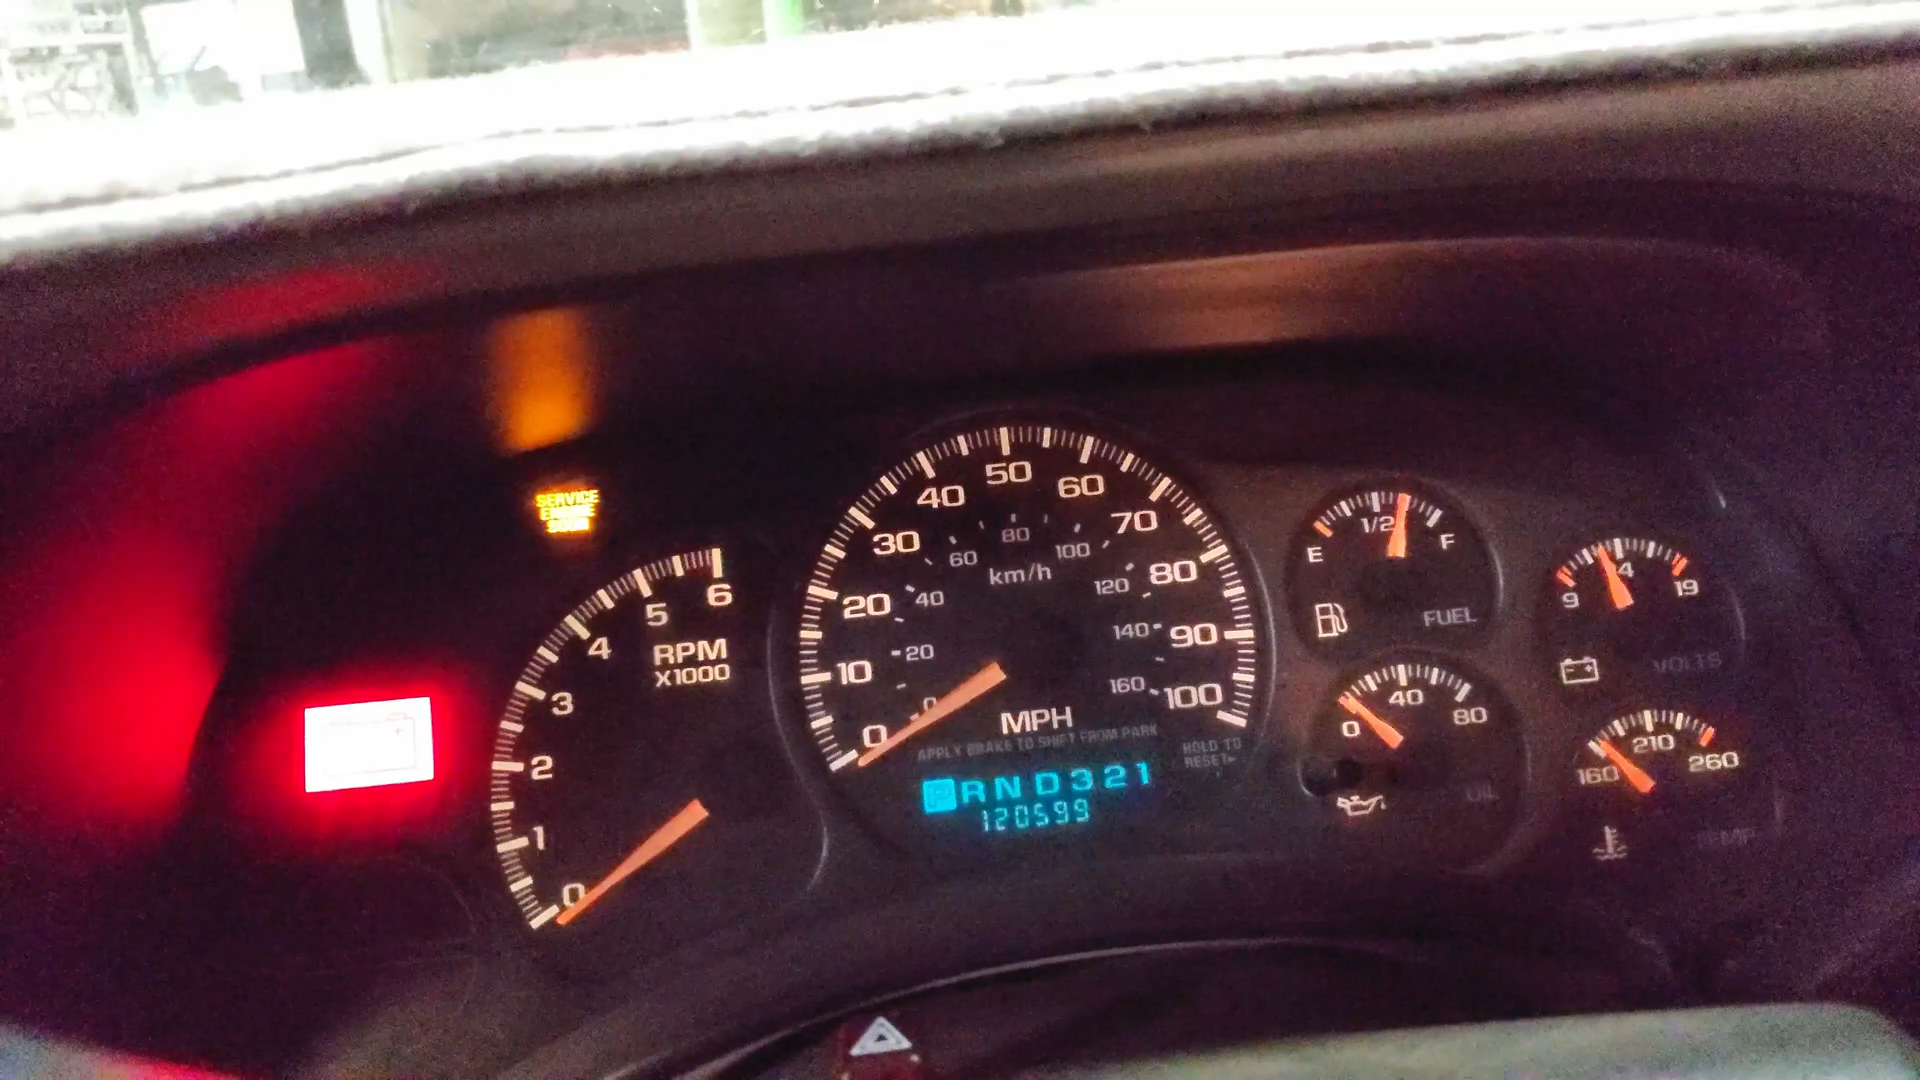 SERVICE
ENGINE
SOON
0
1
2
3
4
5
6
RPM
X1000
0
10
20
30
40
50
60
70
80
90
100
0
20
40
60
80
100
120
140
160
km/h
MPH
APPLY BRAKE TO SHIFT FROM PARK
HOLD TO
RESET
P R N D 3 2 1
120599
E
1/2
F
FUEL
9
19
VOLTS
0
40
80
OIL
160
210
260
TEMP